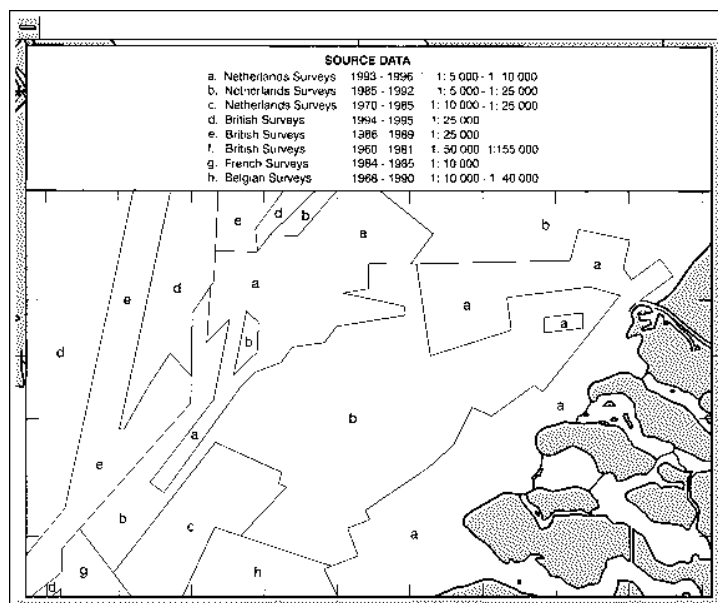 SOURCE DATA
a. Netherlands Surveys 1993 - 1996 1: 5 000 - 1 10 000
b. Netherlands Surveys 1985 - 1992 1: 5 000 - 1: 25 000
c. Netherlands Surveys 1970 - 1985 1: 10 000 - 1: 25 000
d. British Surveys 1994 - 1995 1: 25 000
e. British Surveys 1986 1989 1: 25 000
f. British Surveys 1960 1981 1: 50 000 1:155 000
g. French Surveys 1984 - 1985 1: 10 000
h. Belgian Surveys 1968 - 1990 1: 10 000 - 1 40 000
e d b a b
a
e d a a
a
b
d
a
a b
e
b c a
d g h